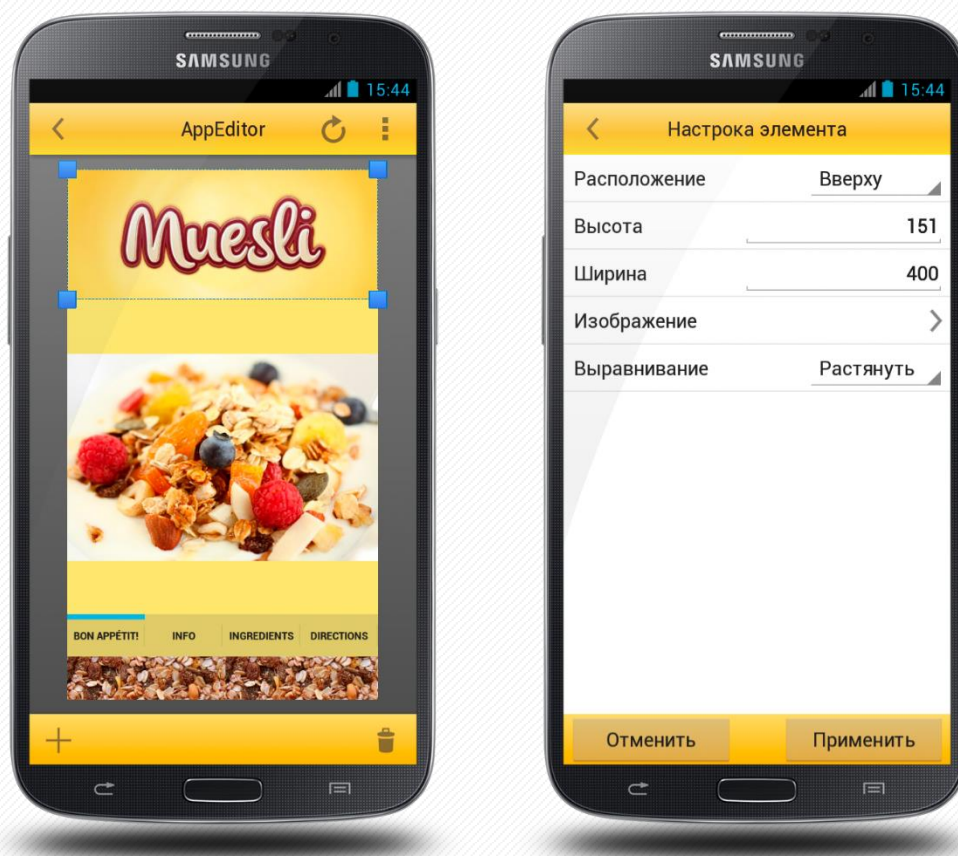 SAMSUNG
15:44
AppEditor
Muesli
BON APPÉTIT!
INFO
INGREDIENTS
DIRECTIONS
SAMSUNG
15:44
Настрока элемента
Расположение Вверху
Высота 151
Ширина 400
Изображение
Выравнивание Растянуть
Отменить Применить